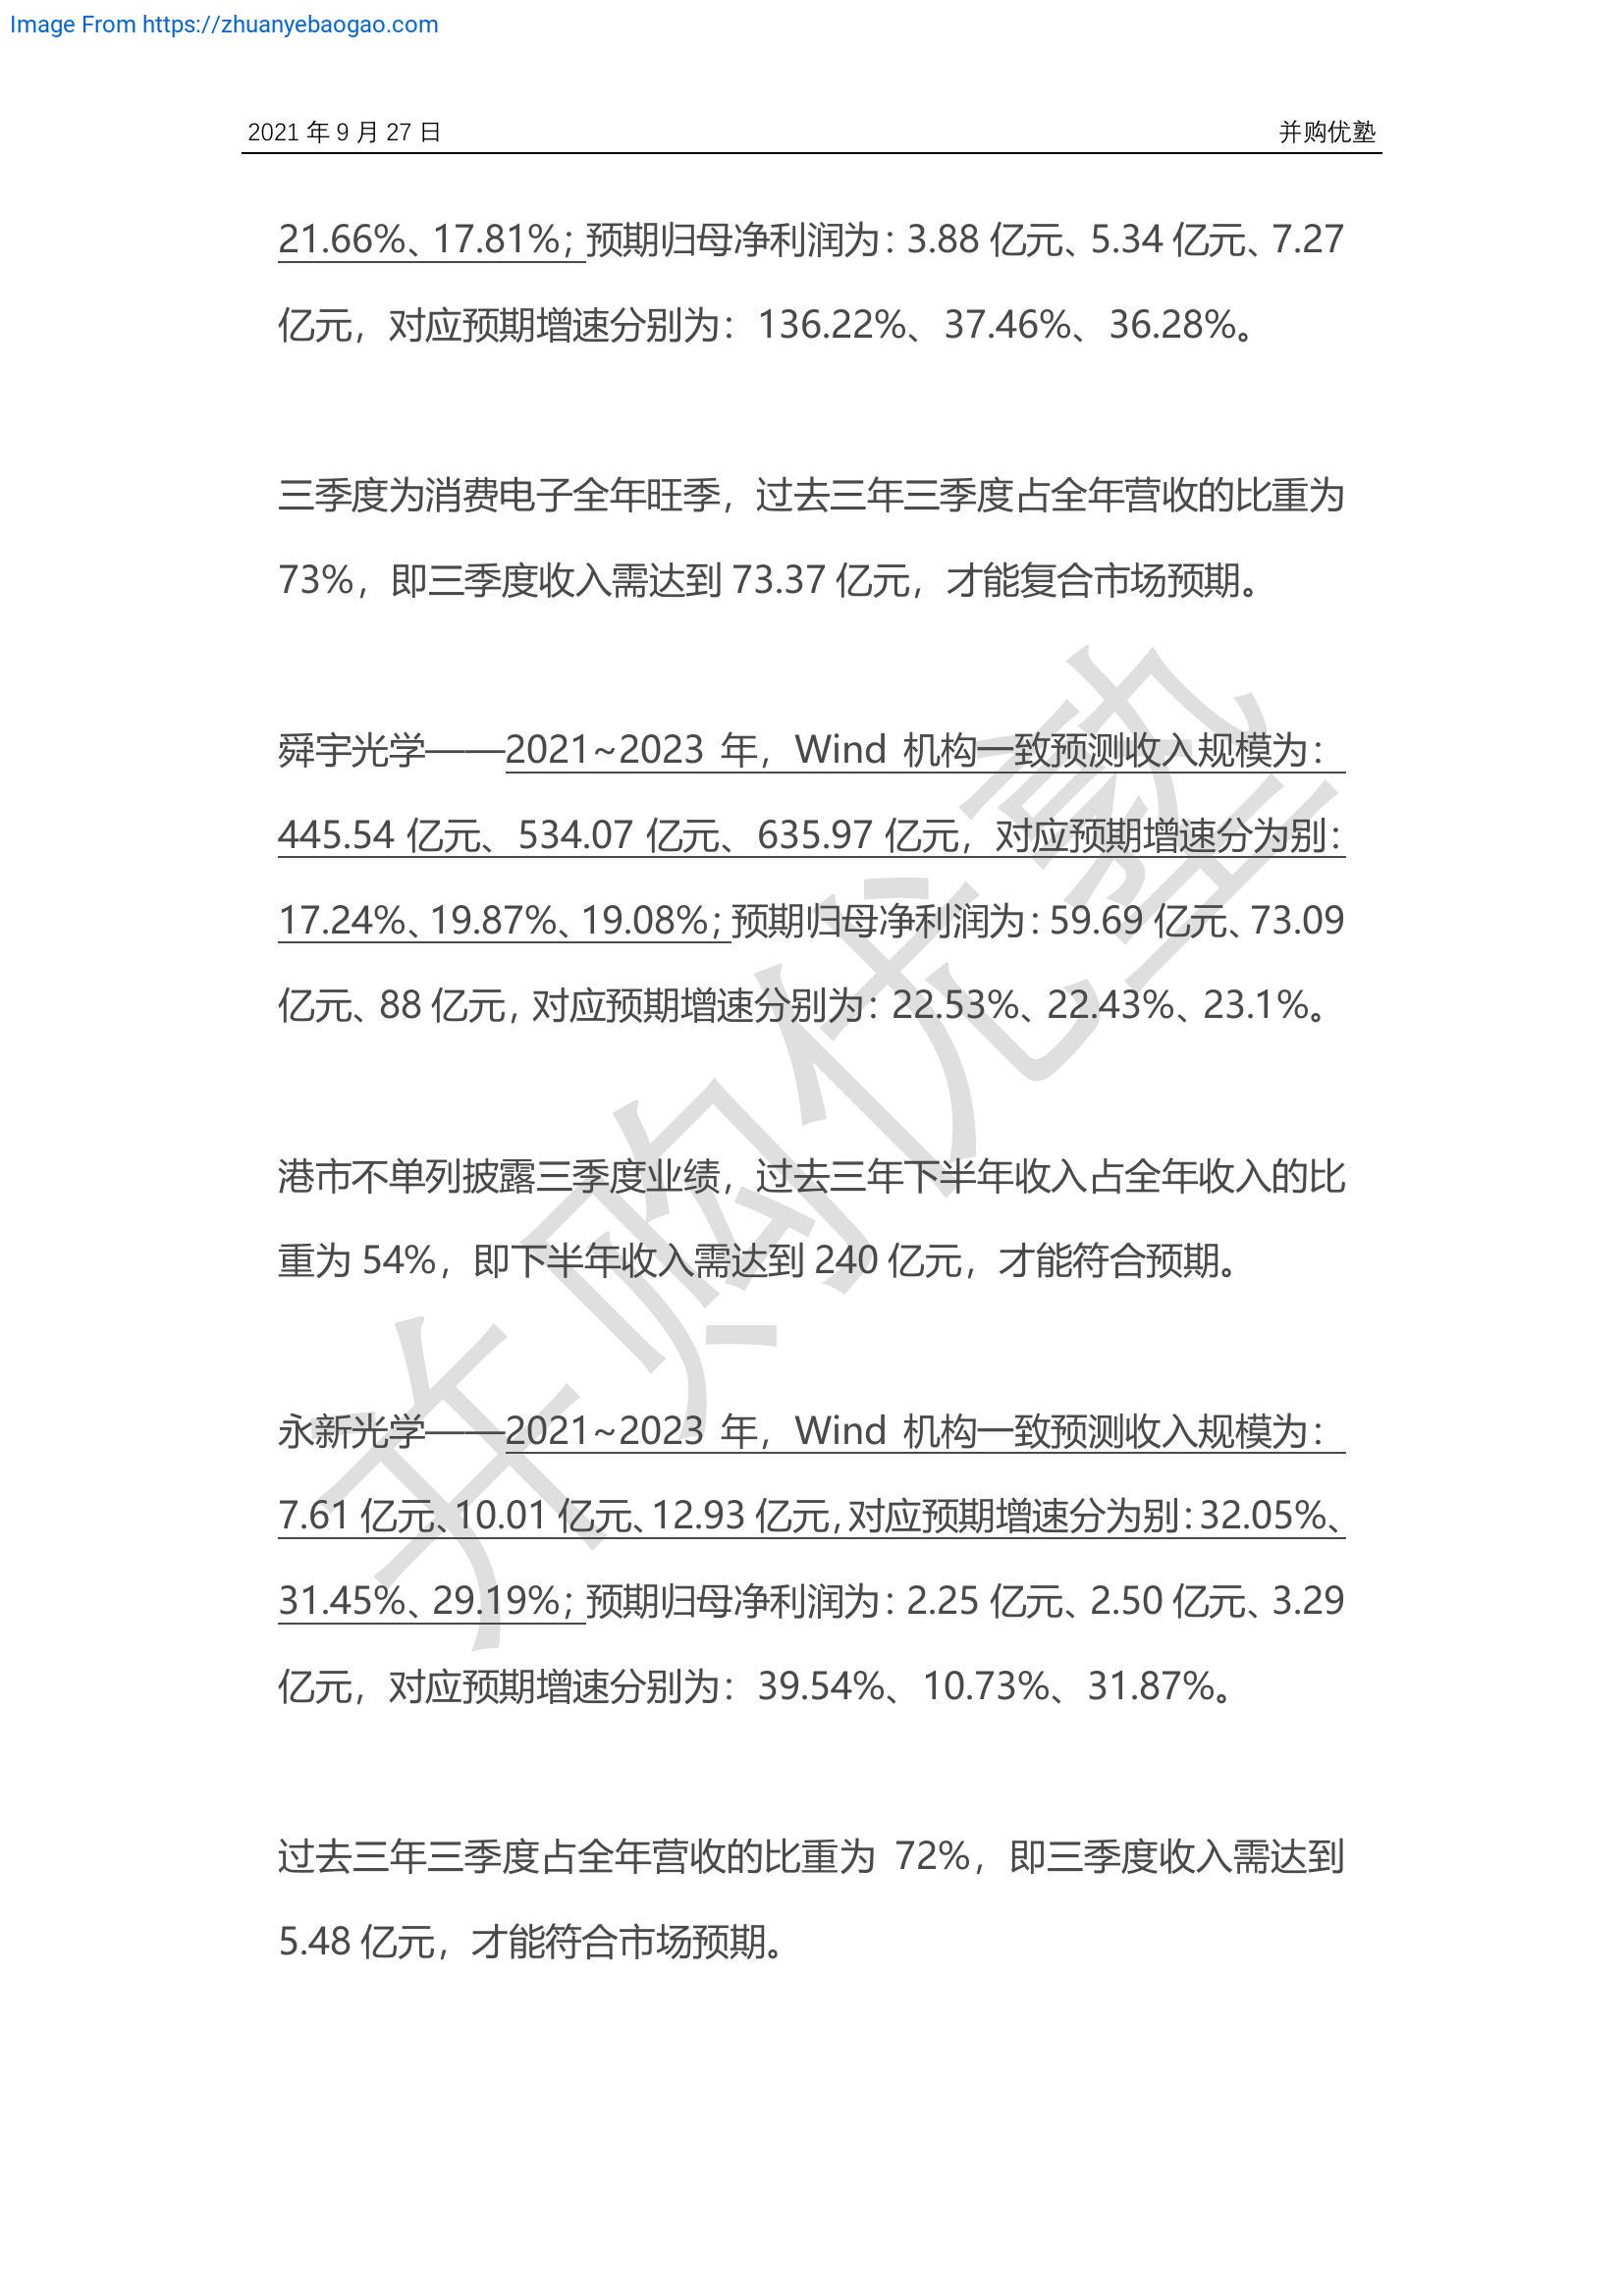 Image From https://zhuanyebaogao.com
2021 年 9 月 27 日 并购优塾
21.66%、17.81%；预期归母净利润为：3.88 亿元、5.34 亿元、7.27
亿元，对应预期增速分别为：136.22%、37.46%、36.28%。
三季度为消费电子全年旺季，过去三年三季度占全年营收的比重为
73%，即三季度收入需达到 73.37 亿元，才能复合市场预期。
舜宇光学——2021~2023 年，Wind 机构一致预测收入规模为：
445.54 亿元、534.07 亿元、635.97 亿元，对应预期增速分为别：
17.24%、19.87%、19.08%；预期归母净利润为：59.69 亿元、73.09
亿元、88 亿元，对应预期增速分别为：22.53%、22.43%、23.1%。
港市不单列披露三季度业绩，过去三年下半年收入占全年收入的比
重为 54%，即下半年收入需达到 240 亿元，才能符合预期。
永新光学——2021~2023 年，Wind 机构一致预测收入规模为：
7.61 亿元、10.01 亿元、12.93 亿元，对应预期增速分为别：32.05%、
31.45%、29.19%；预期归母净利润为：2.25 亿元、2.50 亿元、3.29
亿元，对应预期增速分别为：39.54%、10.73%、31.87%。
过去三年三季度占全年营收的比重为 72%，即三季度收入需达到
5.48 亿元，才能符合市场预期。
并购优塾